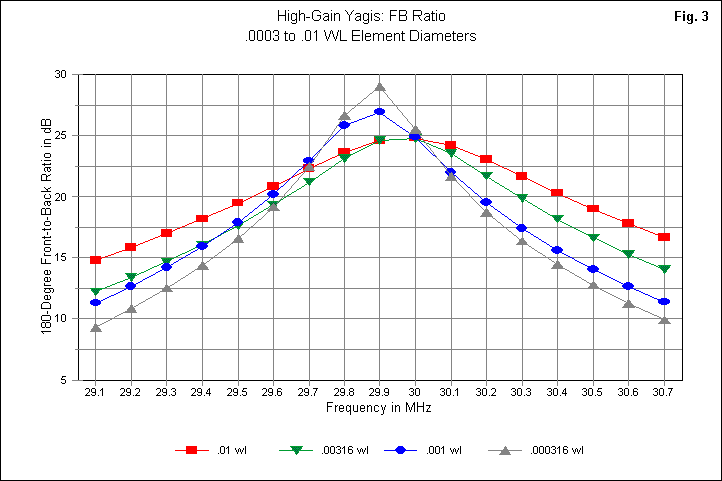 High-Gain Yagis: FB Ratio
Fig. 3
.0003 to .01 WL Element Diameters
180-Degree Front-to-Back Ratio in dB
30
25
20
15
10
5
29.1 29.2 29.3 29.4 29.5 29.6 29.7 29.8 29.9 30.0 30.1 30.2 30.3 30.4 30.5 30.6 30.7
Frequency in MHz
.01 wl .00316 wl .001 wl .000316 wl